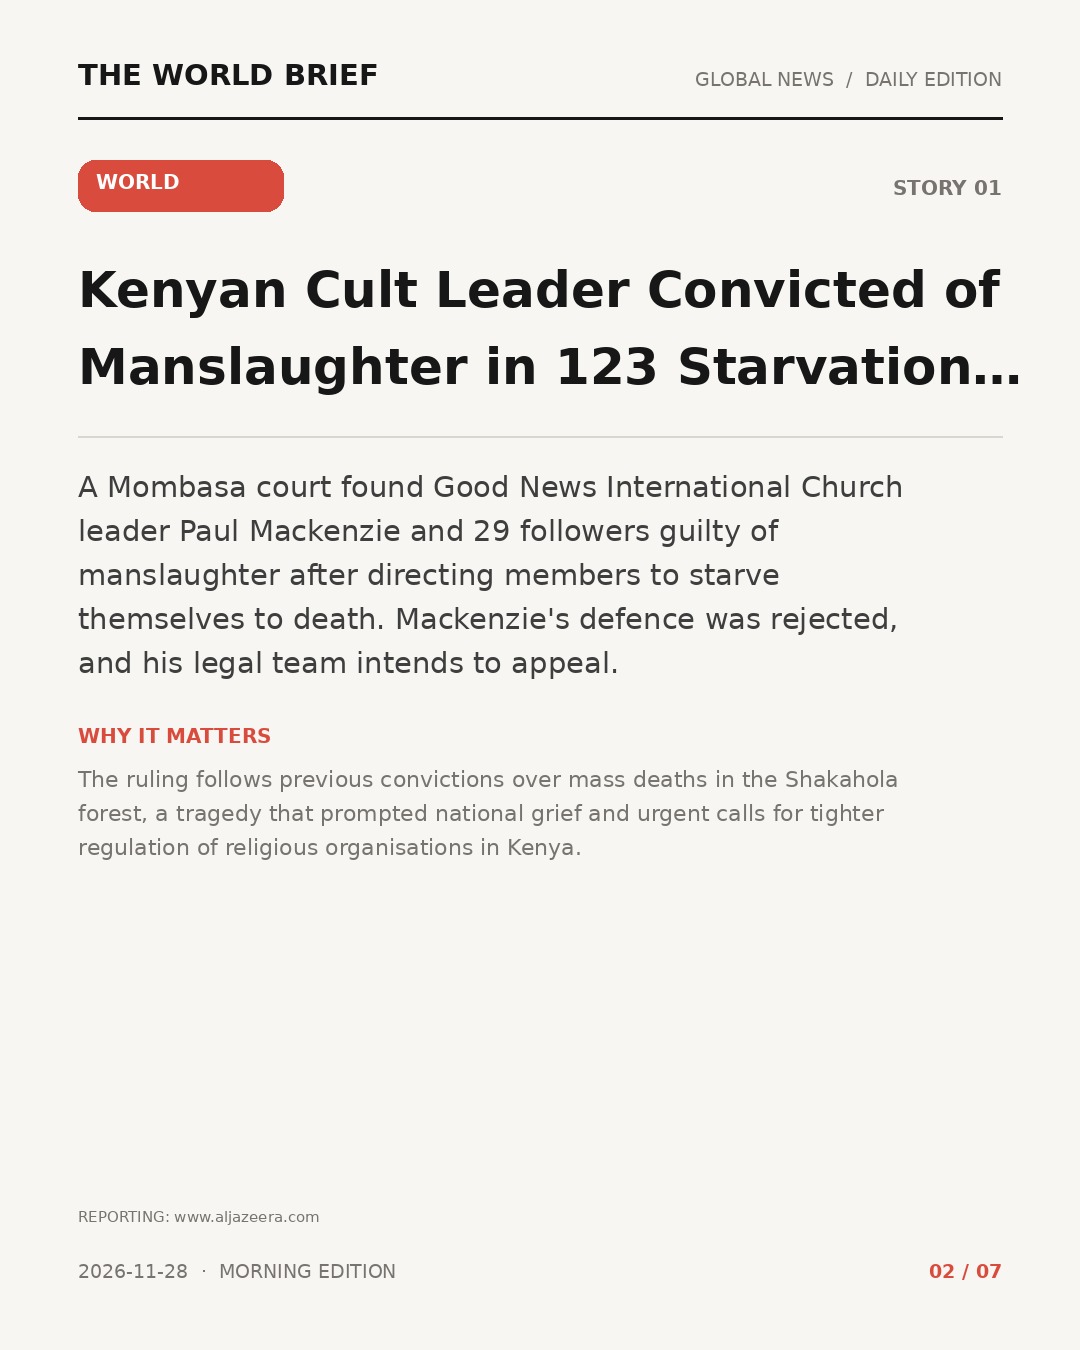 THE WORLD BRIEF
GLOBAL NEWS / DAILY EDITION
WORLD
STORY 01
Kenyan Cult Leader Convicted of
Manslaughter in 123 Starvation…
A Mombasa court found Good News International Church
leader Paul Mackenzie and 29 followers guilty of
manslaughter after directing members to starve
themselves to death. Mackenzie's defence was rejected,
and his legal team intends to appeal.
WHY IT MATTERS
The ruling follows previous convictions over mass deaths in the Shakahola
forest, a tragedy that prompted national grief and urgent calls for tighter
regulation of religious organisations in Kenya.
REPORTING: www.aljazeera.com
2026-11-28 · MORNING EDITION
02 / 07